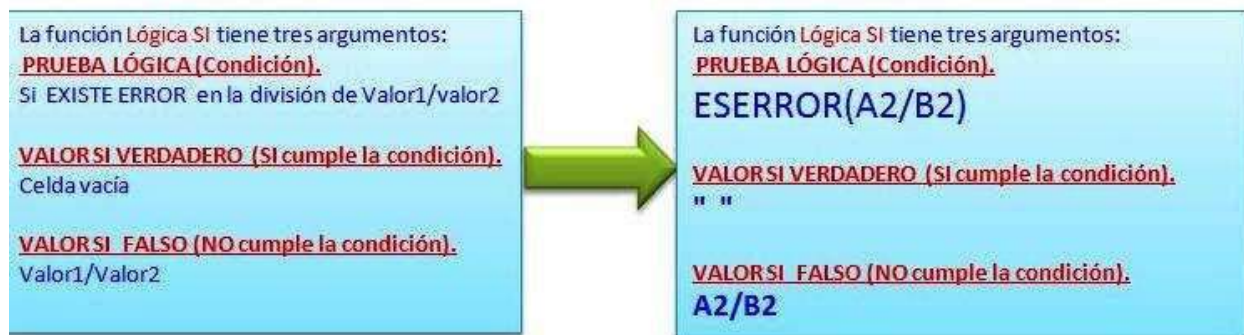 La función Lógica SI tiene tres argumentos:
PRUEBA LÓGICA (Condición).
Si EXISTE ERROR en la división de Valor1/valor2
VALOR SI VERDADERO (SI cumple la condición).
Celda vacía
VALOR SI FALSO (NO cumple la condición).
Valor1/Valor2
La función Lógica SI tiene tres argumentos:
PRUEBA LÓGICA (Condición).
ESERROR(A2/B2)
VALOR SI VERDADERO (SI cumple la condición).
" "
VALOR SI FALSO (NO cumple la condición).
A2/B2